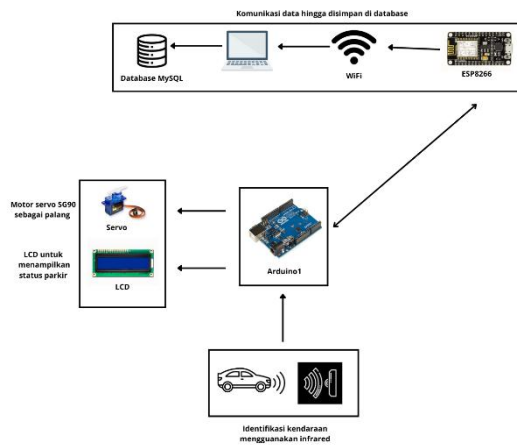 Komunikasi data hingga disimpan di database
Database MySQL
WiFi
ESP8266
Motor servo SG90
sebagai palang
Servo
LCD untuk
menampilkan
status parkir
LCD
Arduino1
Identifikasi kendaraan
mengguanakan infrared